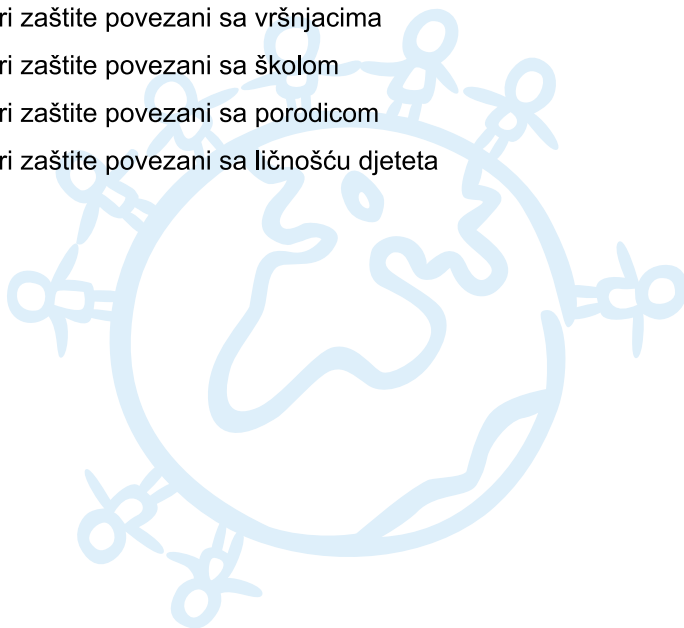 ri zaštite povezani sa vršnjacima
ri zaštite povezani sa školom
ri zaštite povezani sa porodicom
ri zaštite povezani sa ličnošću djeteta